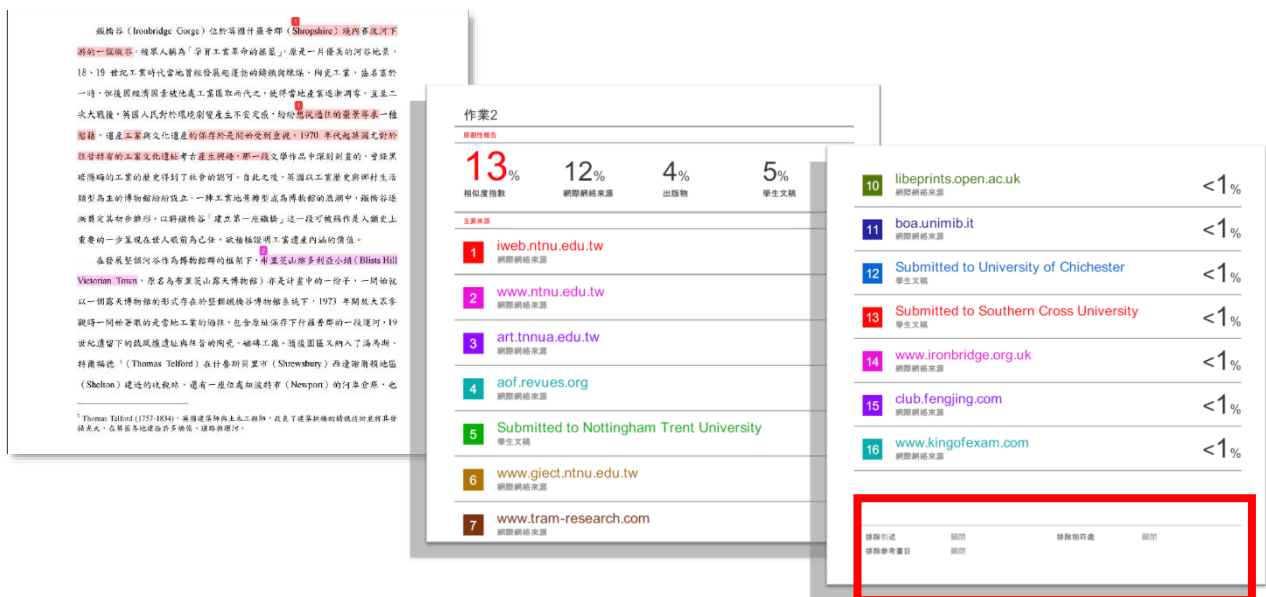 鐵橋谷（Ironbridge Gorge）位於英國什羅普郡（Shropshire）境內賽汶河下
游的一個峽谷，被眾人稱為「孕育工業革命的搖籃」，原是一片優美的河谷地景，
18、19 世紀工業時代當地曾經發展起蓬勃的鑄鐵與煉煤、陶瓷工業，盛名富於
一時，但後因經濟因素被他處工業區取而代之，使得當地產業逐漸凋零。直至二
次大戰後，英國人民對於環境劇變產生不安定感，紛紛想從過往的榮景尋求一種
慰藉，遺產工業與文化遺產的保存於是開始受到重視。1970 年代起英國尤對於
往昔特有的工業文化遺址考古產生興趣，那一段文學作品中深刻刻畫的、曾經黑
暗隱晦的工業的歷史得到了社會的認可。自此之後，英國以工業歷史與鄉村生活
類型為主的博物館紛紛設立，一陣工業地景轉型成為博物館的浪潮中，鐵橋谷逐
漸奠定其初步雛形，以將鐵橋谷「建立第一座鐵橋」這一段可被稱作是人類史上
重要的一步呈現在世人眼前為己任，欲積極證明工業遺產內涵的價值。
在發展整個河谷作為博物館群的框架下，布里茨山維多利亞小鎮（Blists Hill
Victorian Town，原名為布里茨山露天博物館）亦是計畫中的一份子，一開始就
以一個露天博物館的形式存在於整個鐵橋谷博物館系統下，1973 年開放大眾參
觀時一開始著眼的是當地工業的過往，包含原址保存下什羅普郡的一段運河，19
世紀遺留下的鼓風爐遺址與往昔的陶瓷、磁磚工廠。隨後園區又納入了湯馬斯．
特爾福德 1（Thomas Telford）在什魯斯貝里市（Shrewsbury）西邊謝爾頓地區
（Shelton）建造的收稅站、還有一座位處紐波特市（Newport）的河岸倉庫，也
1 Thomas Telford (1757-1834)，英國建築師與土木工程師，改良了建築拱橋的鑄鐵技術並將其發
揚光大，在英國各地建造許多橋樑、道路與運河。
作業2
原創性報告
13%
相似度指數
12%
網際網絡來源
4%
出版物
5%
學生文稿
主要來源
1 iweb.ntnu.edu.tw
網際網絡來源
2 www.ntnu.edu.tw
網際網絡來源
3 art.tnnua.edu.tw
網際網絡來源
4 aof.revues.org
網際網絡來源
5 Submitted to Nottingham Trent University
學生文稿
6 www.giect.ntnu.edu.tw
網際網絡來源
7 www.tram-research.com
網際網絡來源
10 libeprints.open.ac.uk <1%
網際網絡來源
11 boa.unimib.it <1%
網際網絡來源
12 Submitted to University of Chichester <1%
學生文稿
13 Submitted to Southern Cross University <1%
學生文稿
14 www.ironbridge.org.uk <1%
網際網絡來源
15 club.fengjing.com <1%
網際網絡來源
16 www.kingofexam.com <1%
網際網絡來源
排除引述 關閉 排除相符處 關閉
排除參考書目 關閉